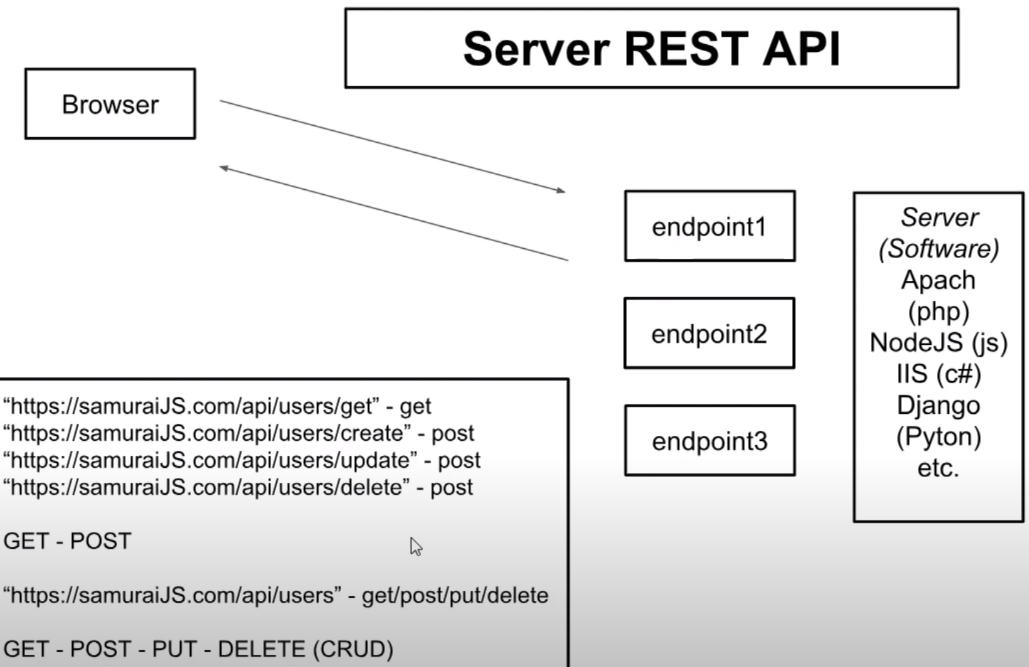 Server REST API
Browser
endpoint1
endpoint2
endpoint3
Server
(Software)
Apach
(php)
NodeJS (js)
IIS (c#)
Django
(Pyton)
etc.
“https://samuraiJS.com/api/users/get” - get
“https://samuraiJS.com/api/users/create” - post
“https://samuraiJS.com/api/users/update” - post
“https://samuraiJS.com/api/users/delete” - post
GET - POST
“https://samuraiJS.com/api/users” - get/post/put/delete
GET - POST - PUT - DELETE (CRUD)